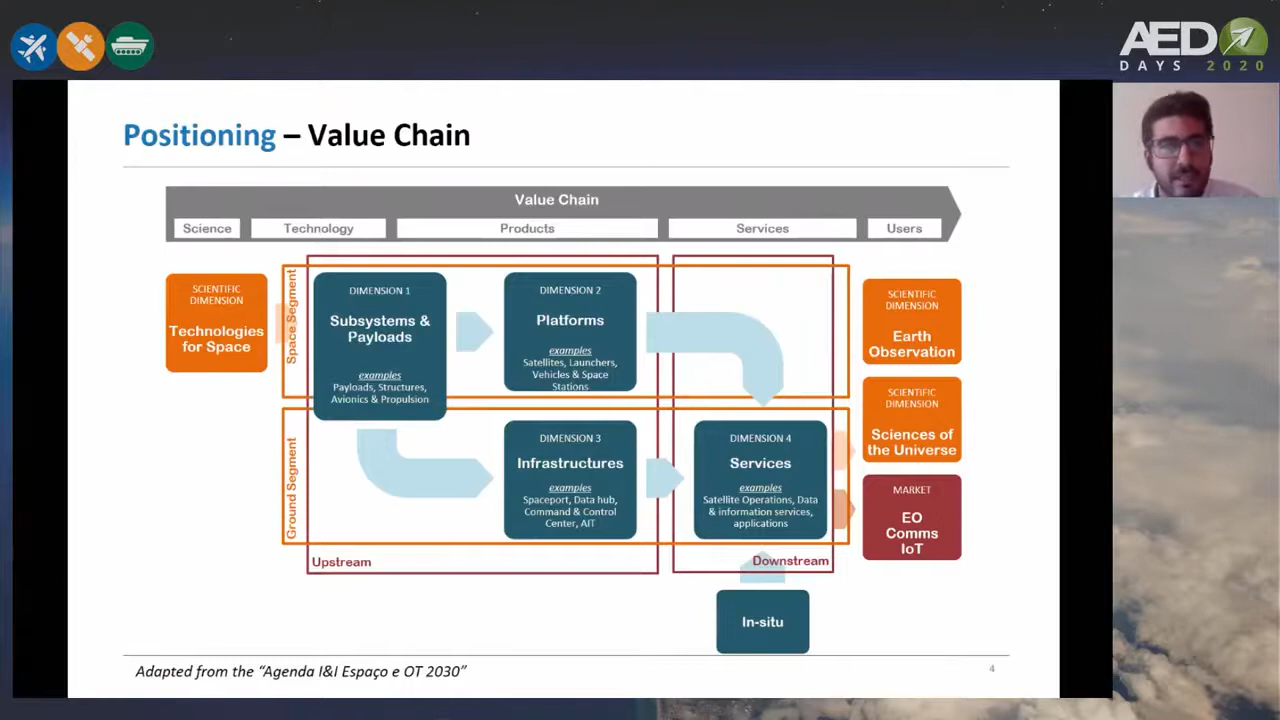 AED
DAYS 2020
Positioning – Value Chain
Value Chain
Science
Technology
Products
Services
Users
SCIENTIFIC
DIMENSION
Technologies
for Space
Space Segment
DIMENSION 1
Subsystems &
Payloads
examples
Payloads, Structures,
Avionics & Propulsion
DIMENSION 2
Platforms
examples
Satellites, Launchers,
Vehicles & Space
Stations
SCIENTIFIC
DIMENSION
Earth
Observation
SCIENTIFIC
DIMENSION
Sciences of
the Universe
Ground Segment
DIMENSION 3
Infrastructures
examples
Spaceport, Data hub,
Command & Control
Center, AIT
DIMENSION 4
Services
examples
Satellite Operations, Data
& information services,
applications
MARKET
EO
Comms
IoT
Upstream
Downstream
In-situ
Adapted from the “Agenda I&I Espaço e OT 2030”
4